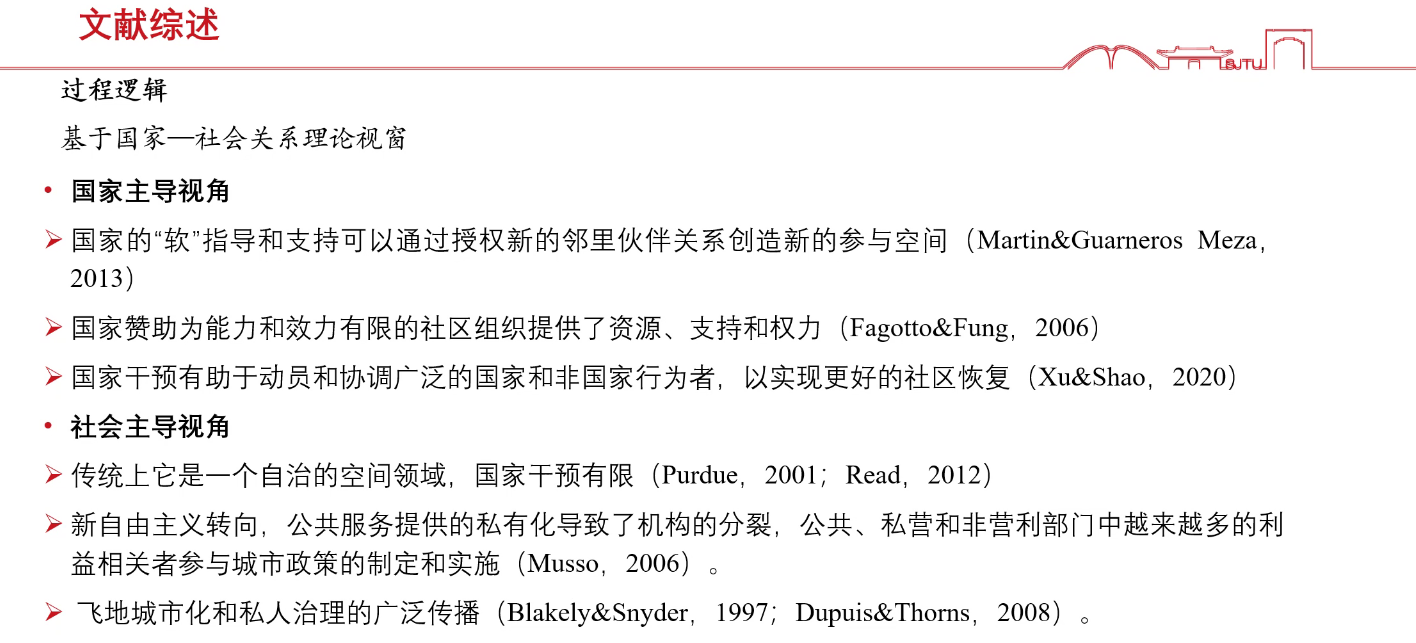 文献综述
SJTU
过程逻辑
基于国家—社会关系理论视窗
• 国家主导视角
➢ 国家的“软”指导和支持可以通过授权新的邻里伙伴关系创造新的参与空间（Martin&Guarneros Meza，
2013）
➢ 国家赞助为能力和效力有限的社区组织提供了资源、支持和权力（Fagotto&Fung，2006）
➢ 国家干预有助于动员和协调广泛的国家和非国家行为者，以实现更好的社区恢复（Xu&Shao，2020）
• 社会主导视角
➢ 传统上它是一个自治的空间领域，国家干预有限（Purdue，2001；Read，2012）
➢ 新自由主义转向，公共服务提供的私有化导致了机构的分裂，公共、私营和非营利部门中越来越多的利
益相关者参与城市政策的制定和实施（Musso，2006）。
➢ 飞地城市化和私人治理的广泛传播（Blakely&Snyder，1997；Dupuis&Thorns，2008）。